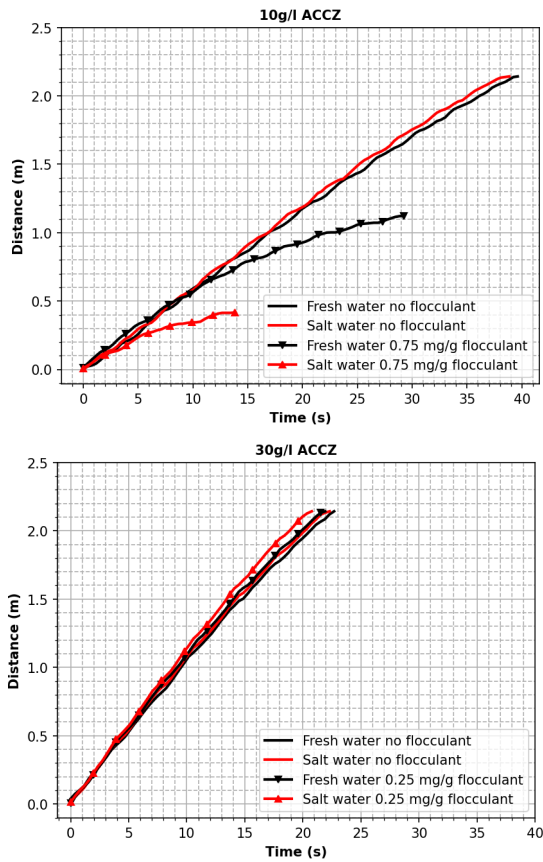 10g/l ACCZ
2.5
2.0
1.5
1.0
0.5
0.0
Distance (m)
Fresh water no flocculant
Salt water no flocculant
Fresh water 0.75 mg/g flocculant
Salt water 0.75 mg/g flocculant
0 5 10 15 20 25 30 35 40
Time (s)
30g/l ACCZ
2.5
2.0
1.5
1.0
0.5
0.0
Distance (m)
Fresh water no flocculant
Salt water no flocculant
Fresh water 0.25 mg/g flocculant
Salt water 0.25 mg/g flocculant
0 5 10 15 20 25 30 35 40
Time (s)